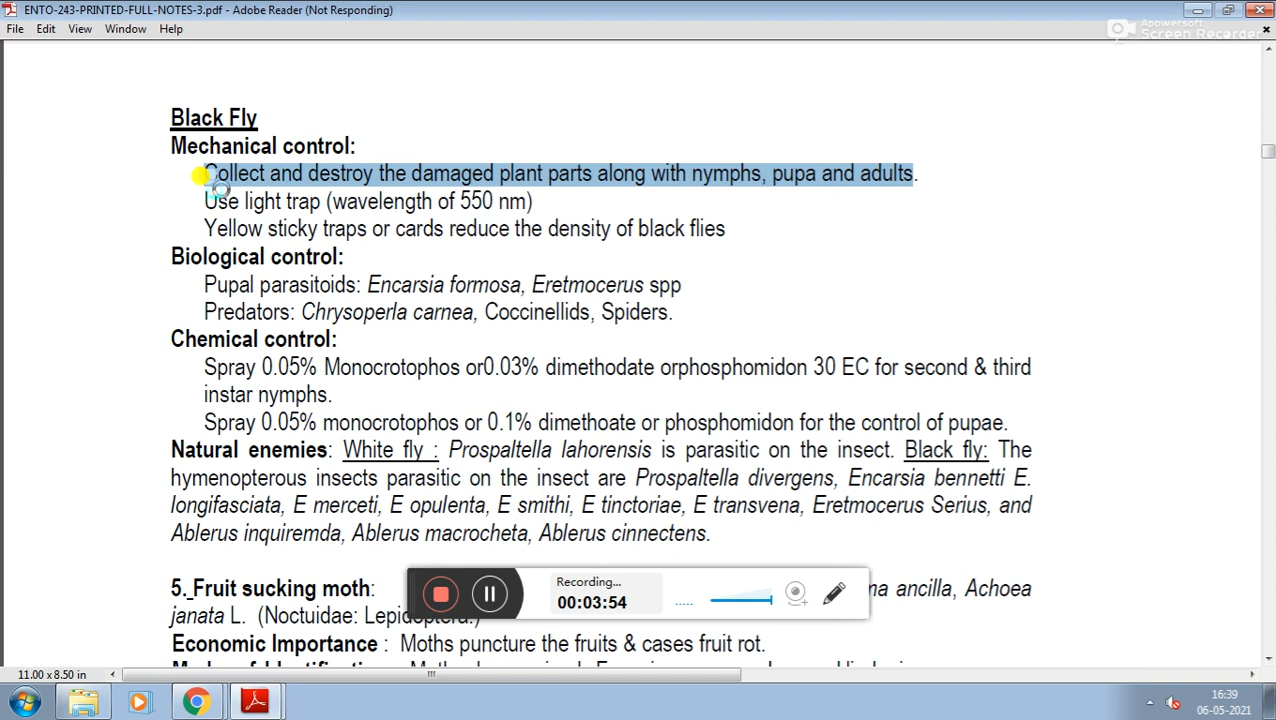 ENTO-243-PRINTED-FULL-NOTES-3.pdf - Adobe Reader (Not Responding)
File Edit View Window Help
Apowersoft
Screen Recorder
Black Fly
Mechanical control:
Collect and destroy the damaged plant parts along with nymphs, pupa and adults.
Use light trap (wavelength of 550 nm)
Yellow sticky traps or cards reduce the density of black flies
Biological control:
Pupal parasitoids: Encarsia formosa, Eretmocerus spp
Predators: Chrysoperla carnea, Coccinellids, Spiders.
Chemical control:
Spray 0.05% Monocrotophos or0.03% dimethodate orphosphomidon 30 EC for second & third
instar nymphs.
Spray 0.05% monocrotophos or 0.1% dimethoate or phosphomidon for the control of pupae.
Natural enemies: White fly : Prospaltella lahorensis is parasitic on the insect. Black fly: The
hymenopterous insects parasitic on the insect are Prospaltella divergens, Encarsia bennetti E.
longifasciata, E merceti, E opulenta, E smithi, E tinctoriae, E transvena, Eretmocerus Serius, and
Ablerus inquiremda, Ablerus macrocheta, Ablerus cinnectens.
5. Fruit sucking moth: ancilla, Achoea
janata L. (Noctuidae: Lepidoptera.)
Economic Importance : Moths puncture the fruits & cases fruit rot.
Recording...
00:03:54
11.00 x 8.50 in
16:39
06-05-2021